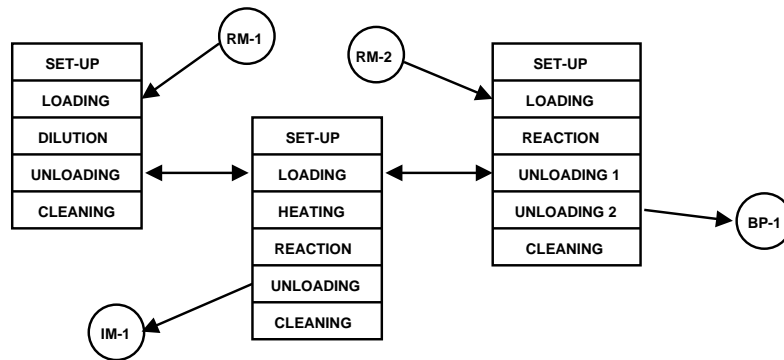 RM-1
SET-UP
LOADING
DILUTION
UNLOADING
CLEANING
SET-UP
LOADING
HEATING
REACTION
UNLOADING
CLEANING
IM-1
RM-2
SET-UP
LOADING
REACTION
UNLOADING 1
UNLOADING 2
CLEANING
BP-1